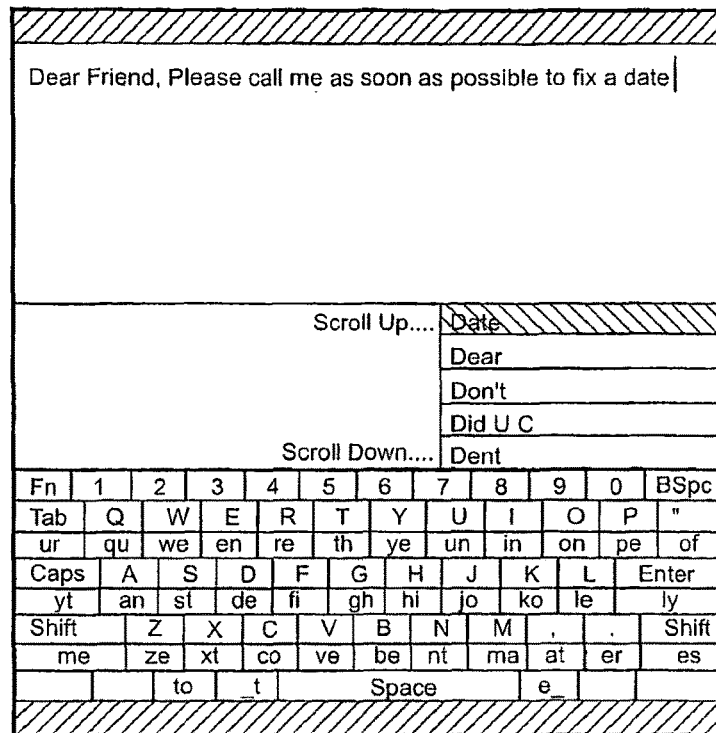 Dear Friend, Please call me as soon as possible to fix a date
Scroll Up.... Date
Dear
Don't
Did U C
Scroll Down.... Dent
Fn 1 2 3 4 5 6 7 8 9 0 BSpc
Tab Q W E R T Y U I O P "
ur qu we en re th ye un in on pe of
Caps A S D F G H J K L Enter
yt an st de fi gh hi jo ko le ly
Shift Z X C V B N M , . Shift
me ze xt co ve be nt ma at er es
to _t Space e_